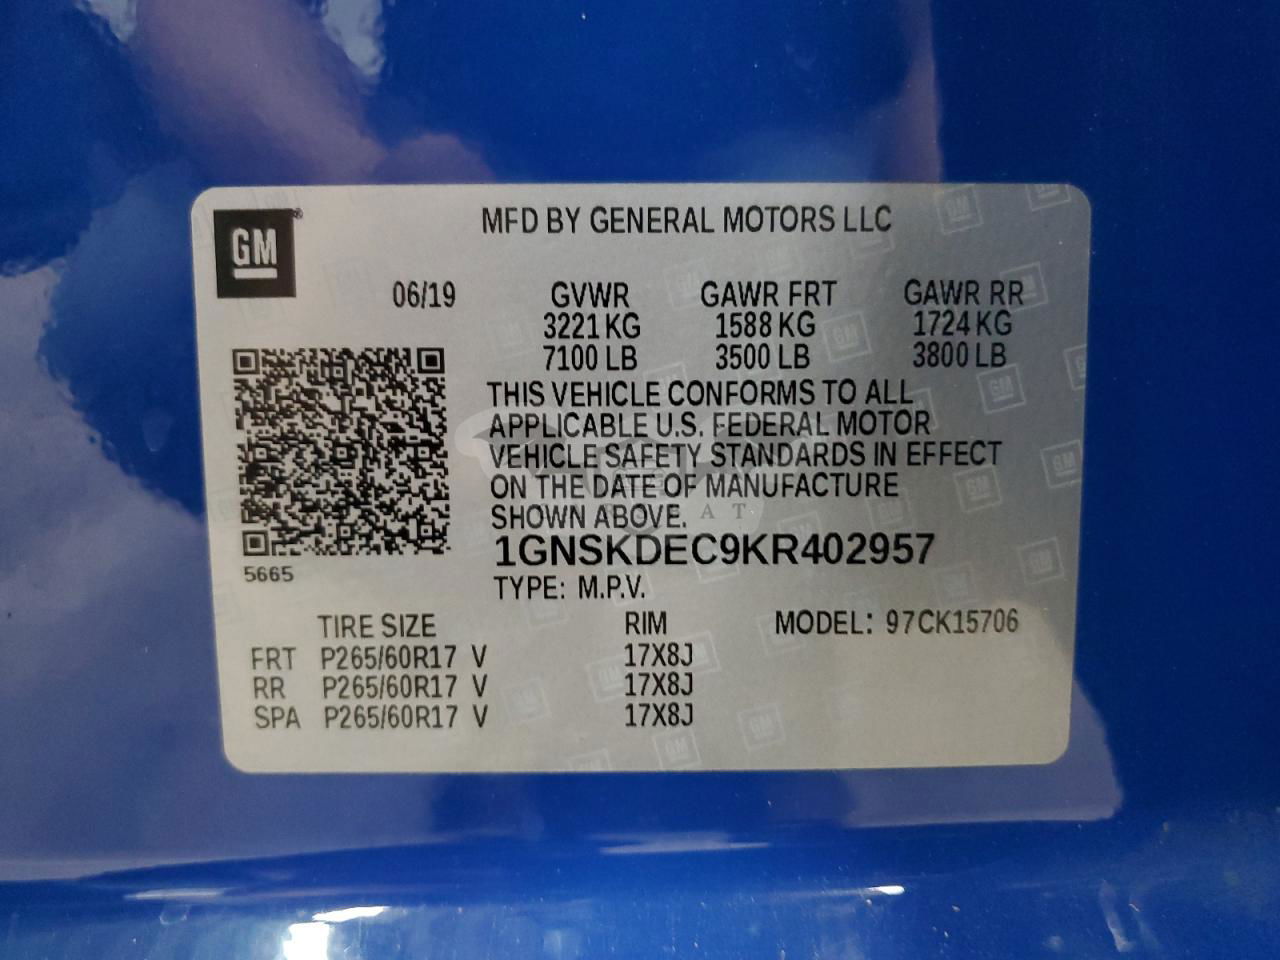 MFD BY GENERAL MOTORS LLC
GM®
06/19 GVWR GAWR FRT GAWR RR
3221 KG 1588 KG 1724 KG
7100 LB 3500 LB 3800 LB
THIS VEHICLE CONFORMS TO ALL
APPLICABLE U.S. FEDERAL MOTOR
VEHICLE SAFETY STANDARDS IN EFFECT
ON THE DATE OF MANUFACTURE
SHOWN ABOVE.
1GNSKDEC9KR402957
5665
TYPE: M.P.V.
TIRE SIZE RIM MODEL: 97CK15706
FRT P265/60R17 V 17X8J
RR P265/60R17 V 17X8J
SPA P265/60R17 V 17X8J